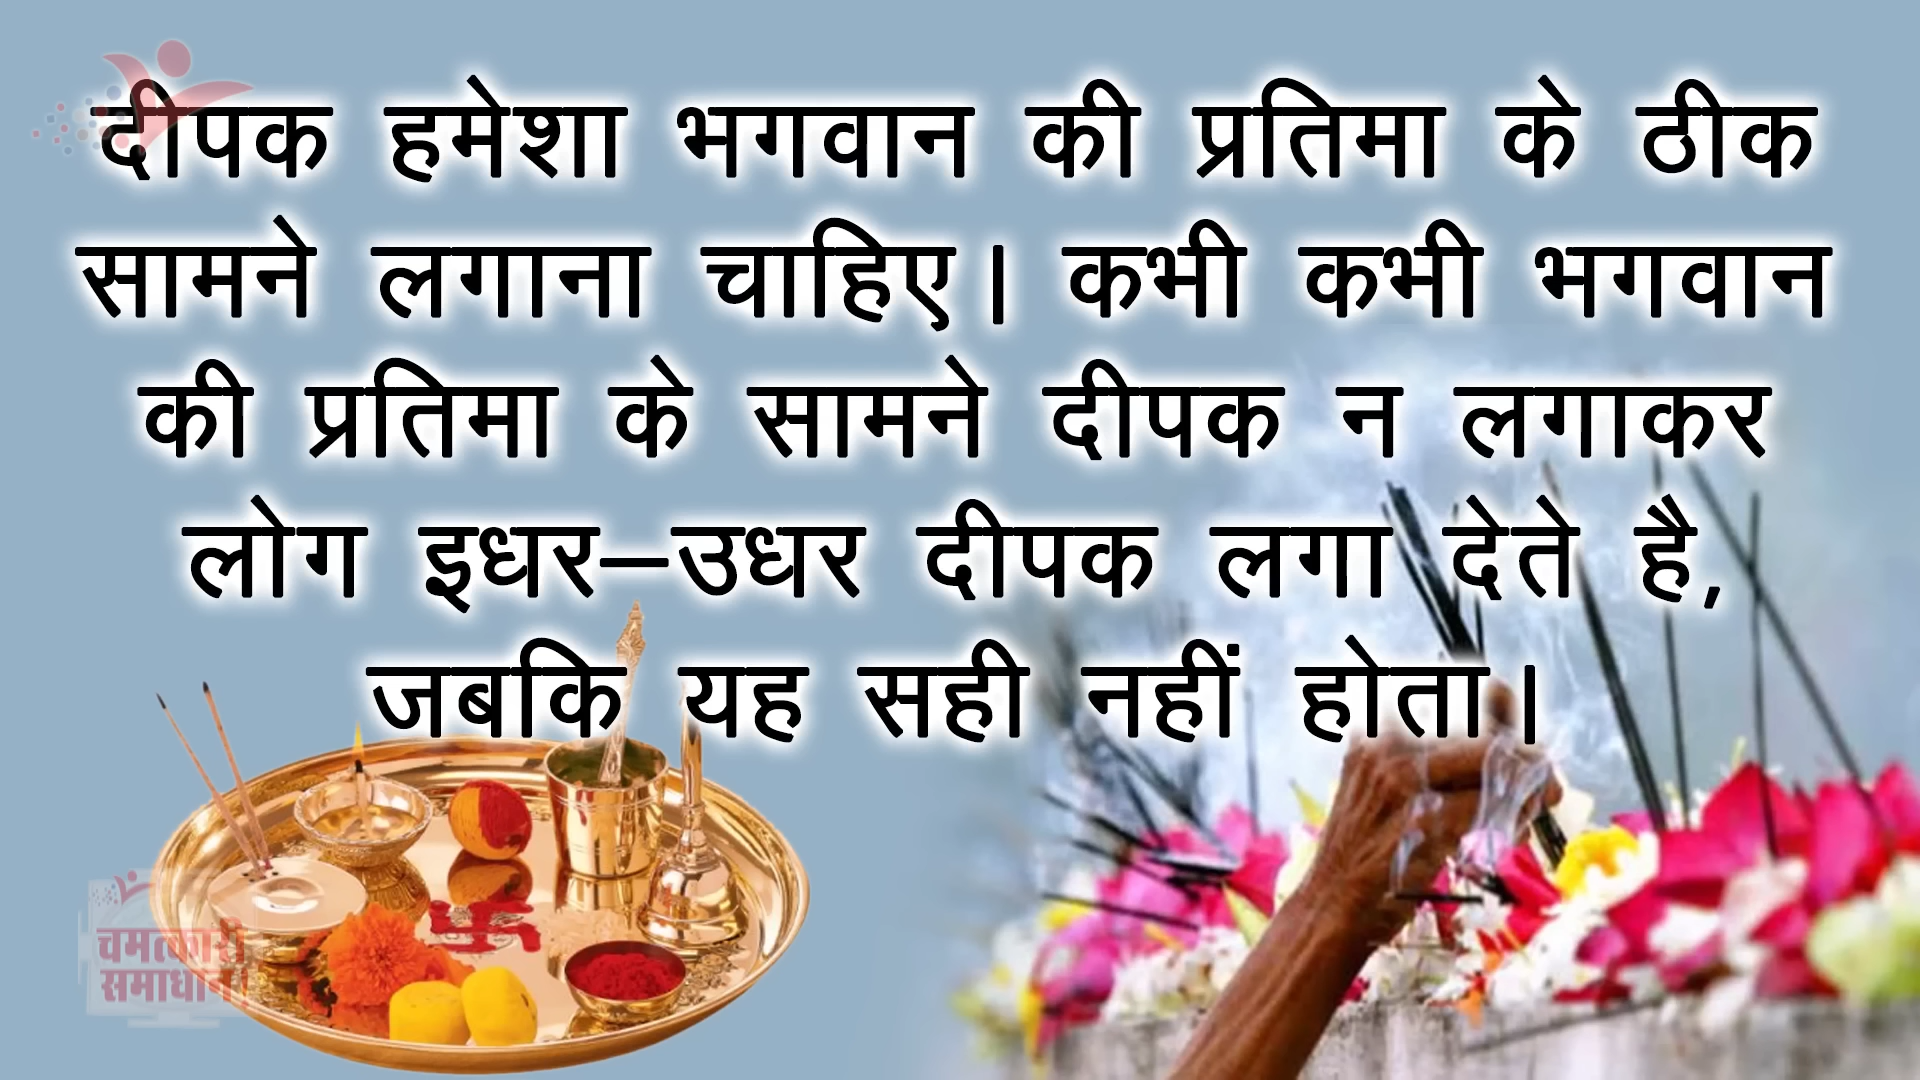 दीपक हमेशा भगवान की प्रतिमा के ठीक
सामने लगाना चाहिए। कभी कभी भगवान
की प्रतिमा के सामने दीपक न लगाकर
लोग इधर–उधर दीपक लगा देते है,
जबकि यह सही नहीं होता।
चमत्कारी
समाधान!